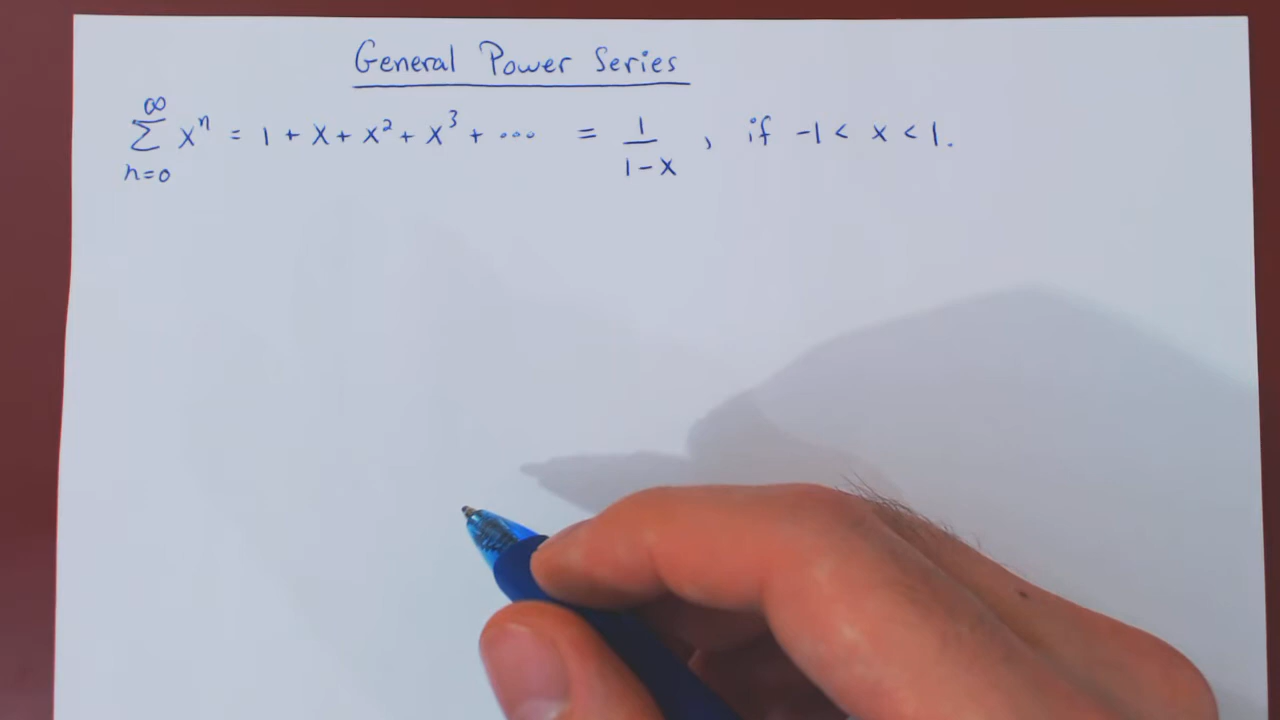 General Power Series
∞
∑ xⁿ = 1 + x + x² + x³ + ··· = 1/(1-x) , if -1 < x < 1.
n=0